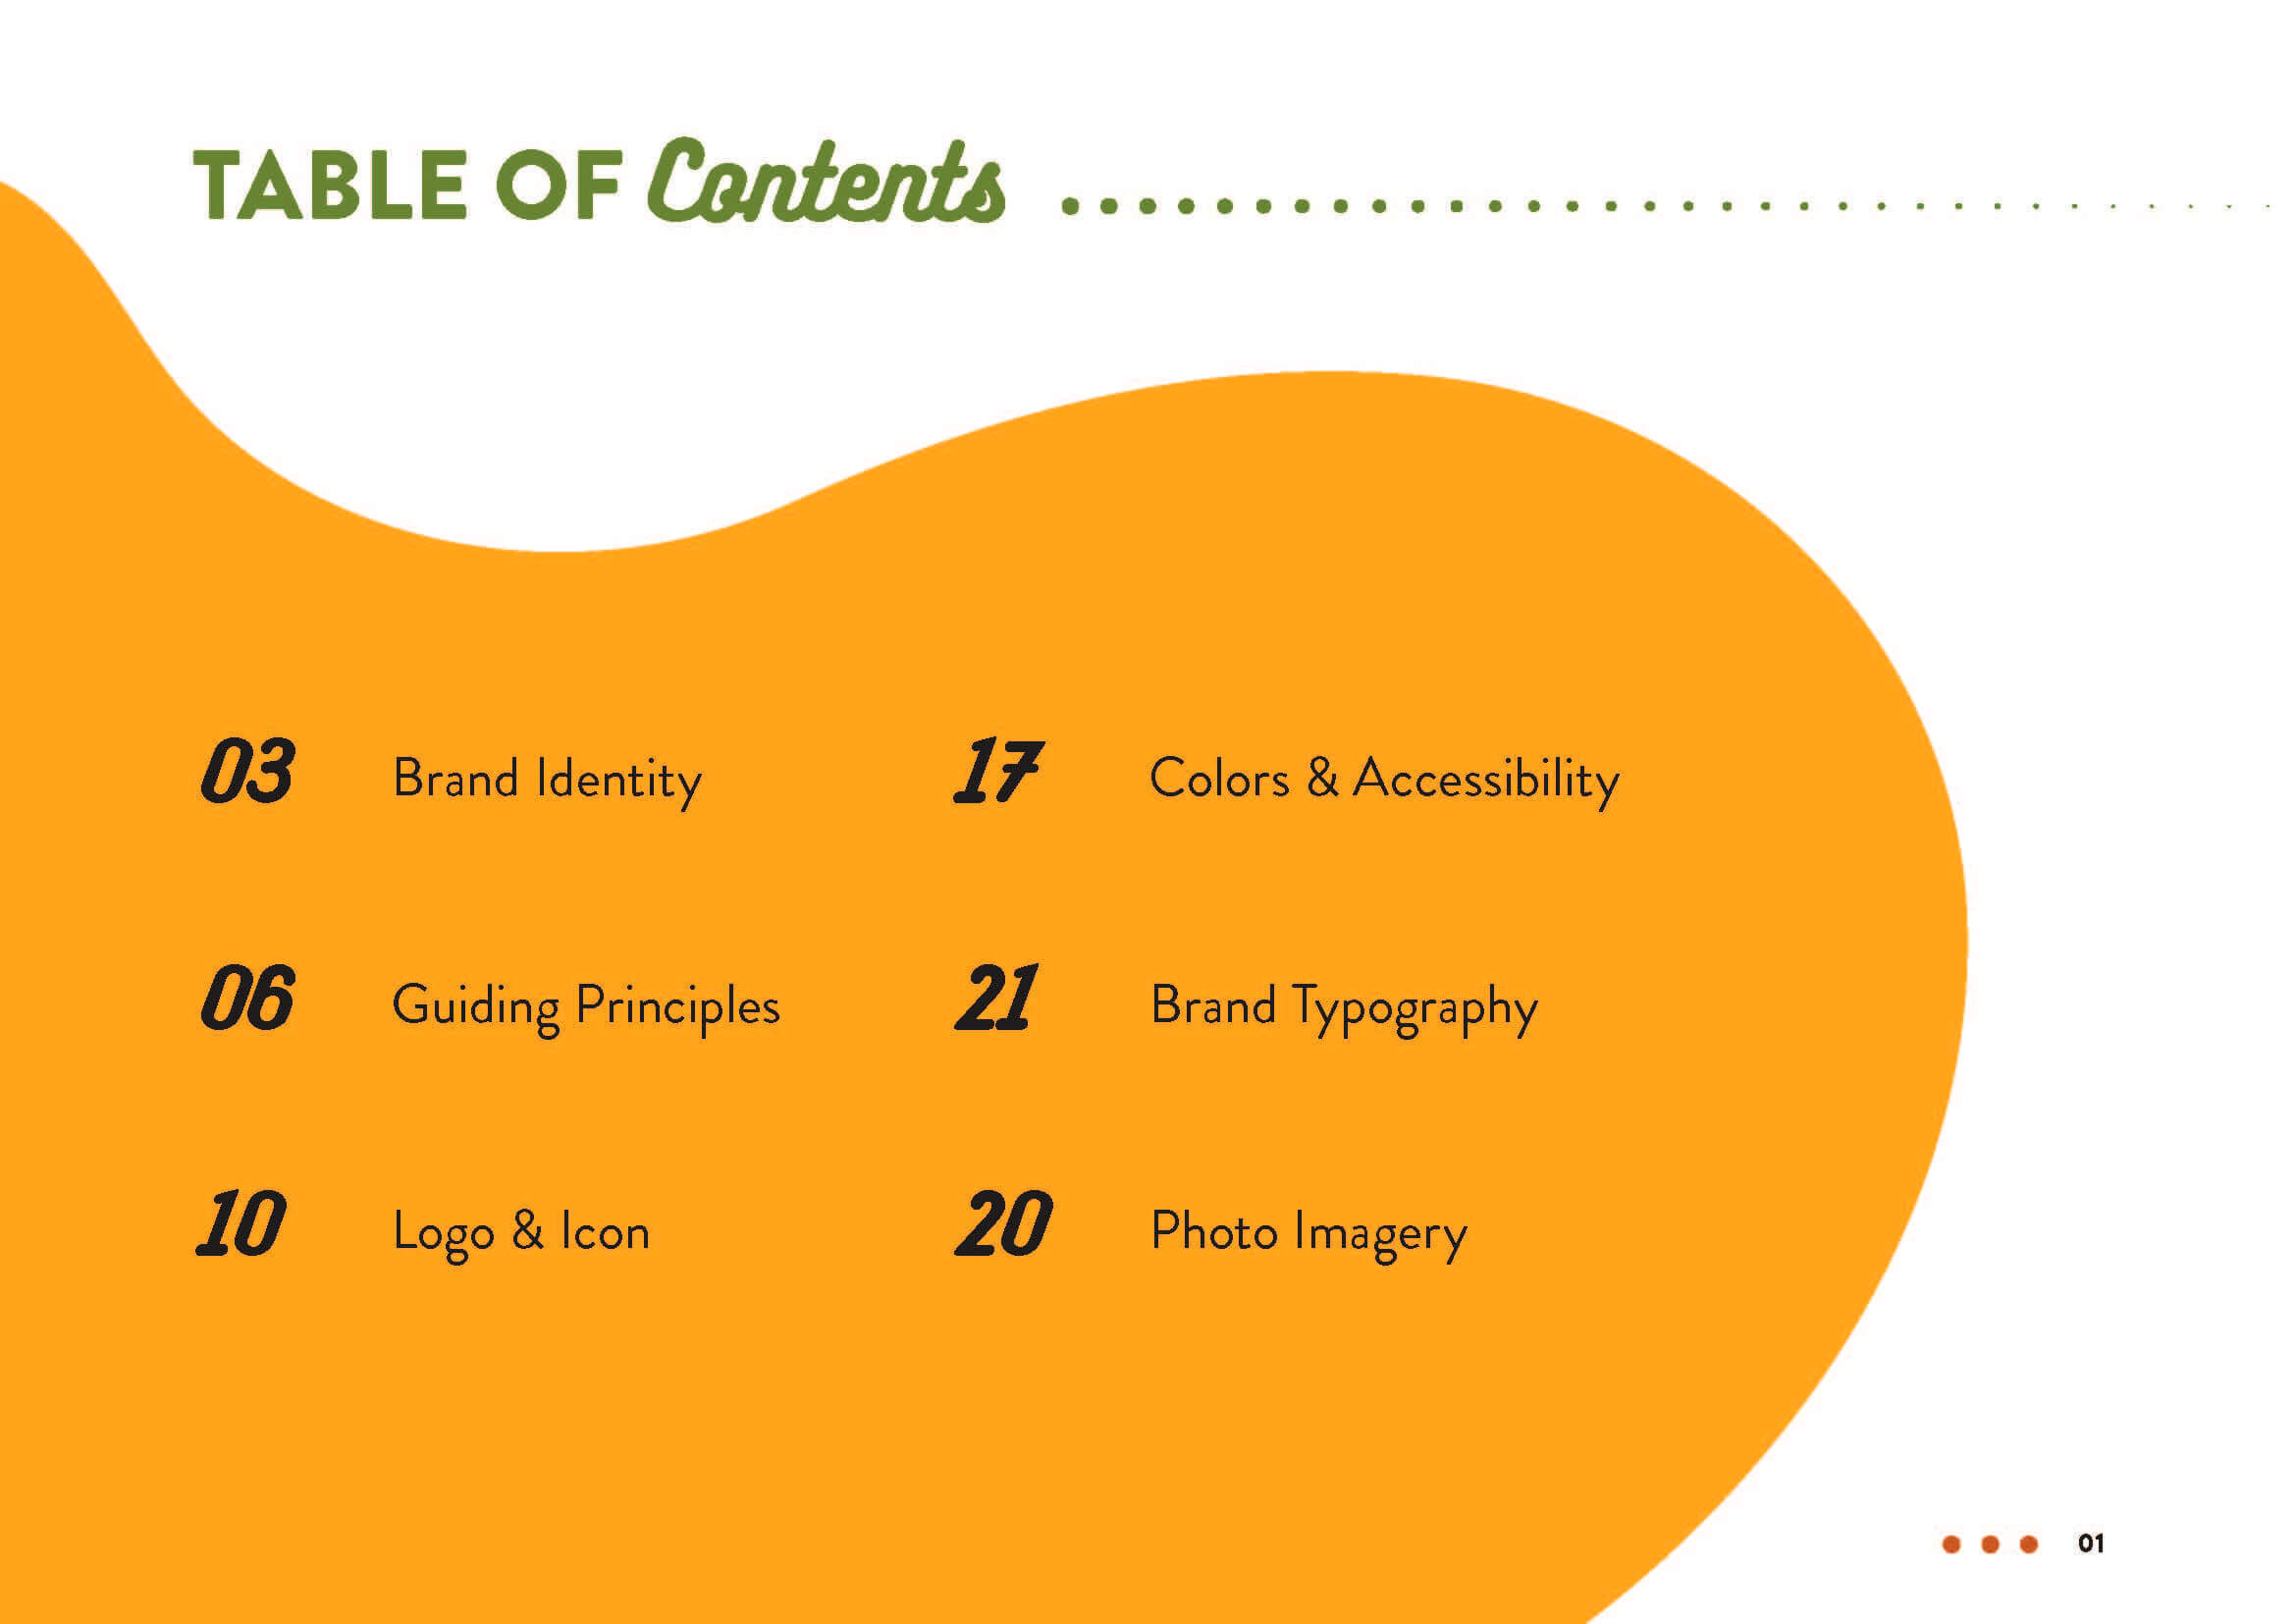 TABLE OF Contents
03 Brand Identity
06 Guiding Principles
10 Logo & Icon
17 Colors & Accessibility
21 Brand Typography
20 Photo Imagery
01